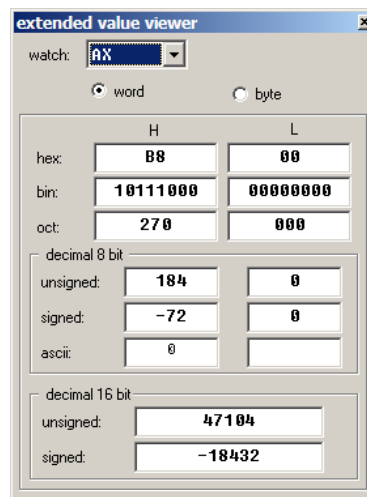 extended value viewer
watch: AX
word byte
H L
hex: B8 00
bin: 10111000 00000000
oct: 270 000
decimal 8 bit
unsigned: 184 0
signed: -72 0
ascii:
decimal 16 bit
unsigned: 47104
signed: -18432